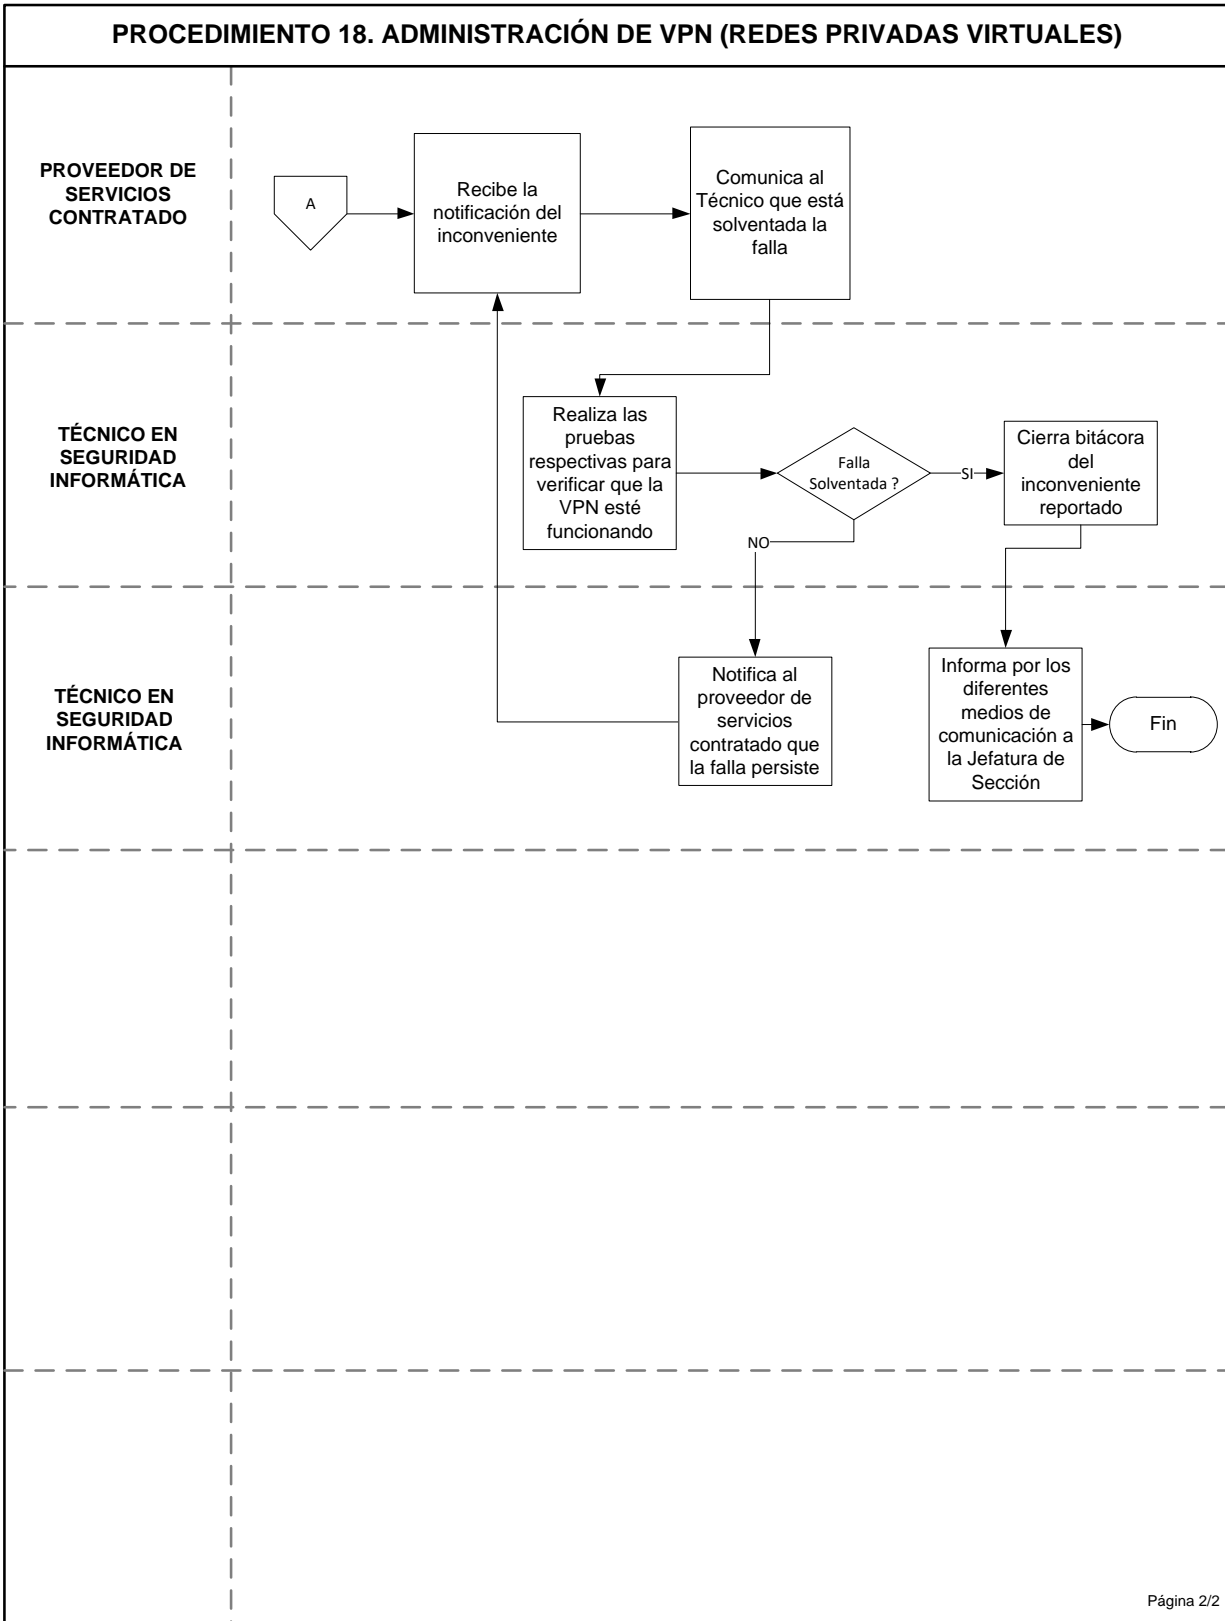 PROCEDIMIENTO 18. ADMINISTRACIÓN DE VPN (REDES PRIVADAS VIRTUALES)
PROVEEDOR DE
SERVICIOS
CONTRATADO
A
Recibe la
notificación del
inconveniente
Comunica al
Técnico que está
solventada la
falla
TÉCNICO EN
SEGURIDAD
INFORMÁTICA
Realiza las
pruebas
respectivas para
verificar que la
VPN esté
funcionando
Falla
Solventada ?
SI
Cierra bitácora
del
inconveniente
reportado
NO
TÉCNICO EN
SEGURIDAD
INFORMÁTICA
Notifica al
proveedor de
servicios
contratado que
la falla persiste
Informa por los
diferentes
medios de
comunicación a
la Jefatura de
Sección
Fin
Página 2/2